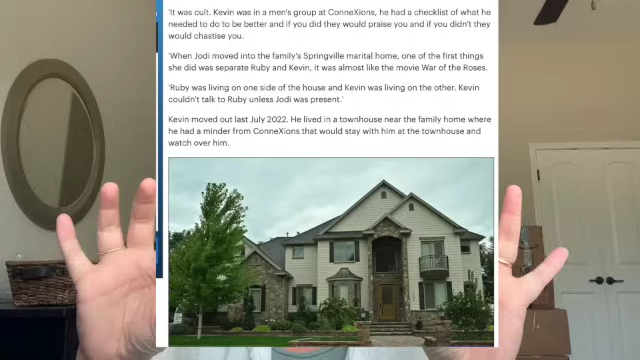 'It was cult. Kevin was in a men's group at ConneXions, he had a checklist of what he
needed to do to be better and if you did they would praise you and if you didn't they
would chastise you.
'When Jodi moved into the family's Springville marital home, one of the first things
she did was separate Ruby and Kevin, it was almost like the movie War of the Roses.
'Ruby was living on one side of the house and Kevin was living on the other. Kevin
couldn't talk to Ruby unless Jodi was present.'
Kevin moved out last July 2022. He lived in a townhouse near the family home where
he had a minder from ConneXions that would stay with him at the townhouse and
watch over him.